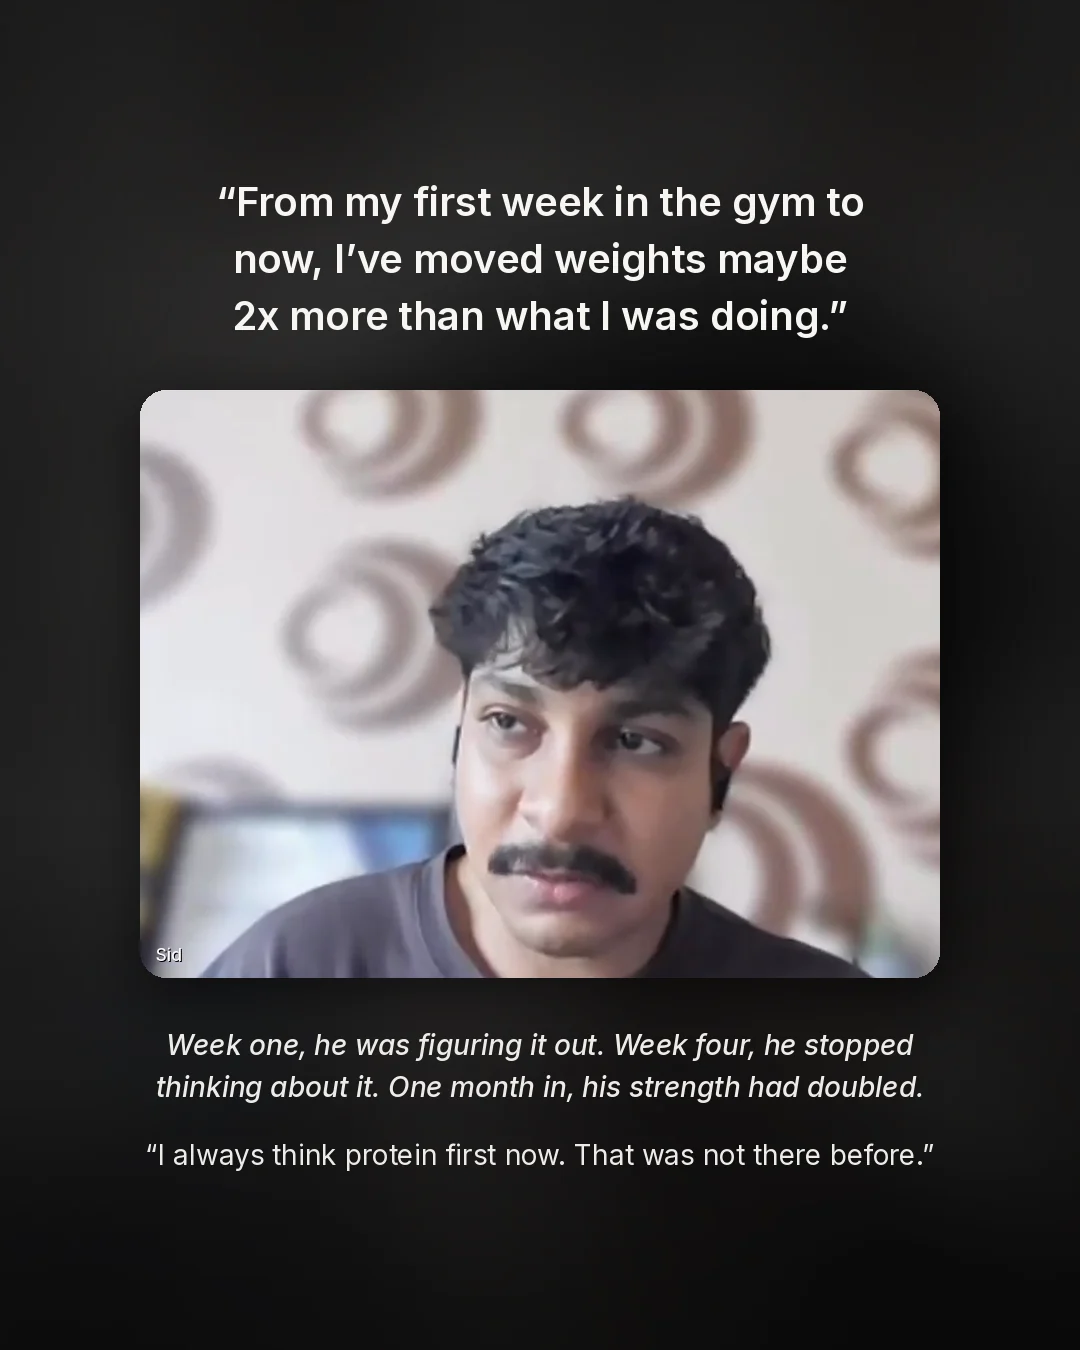 “From my first week in the gym to
now, I’ve moved weights maybe
2x more than what I was doing.”
Sid
Week one, he was figuring it out. Week four, he stopped
thinking about it. One month in, his strength had doubled.
“I always think protein first now. That was not there before.”